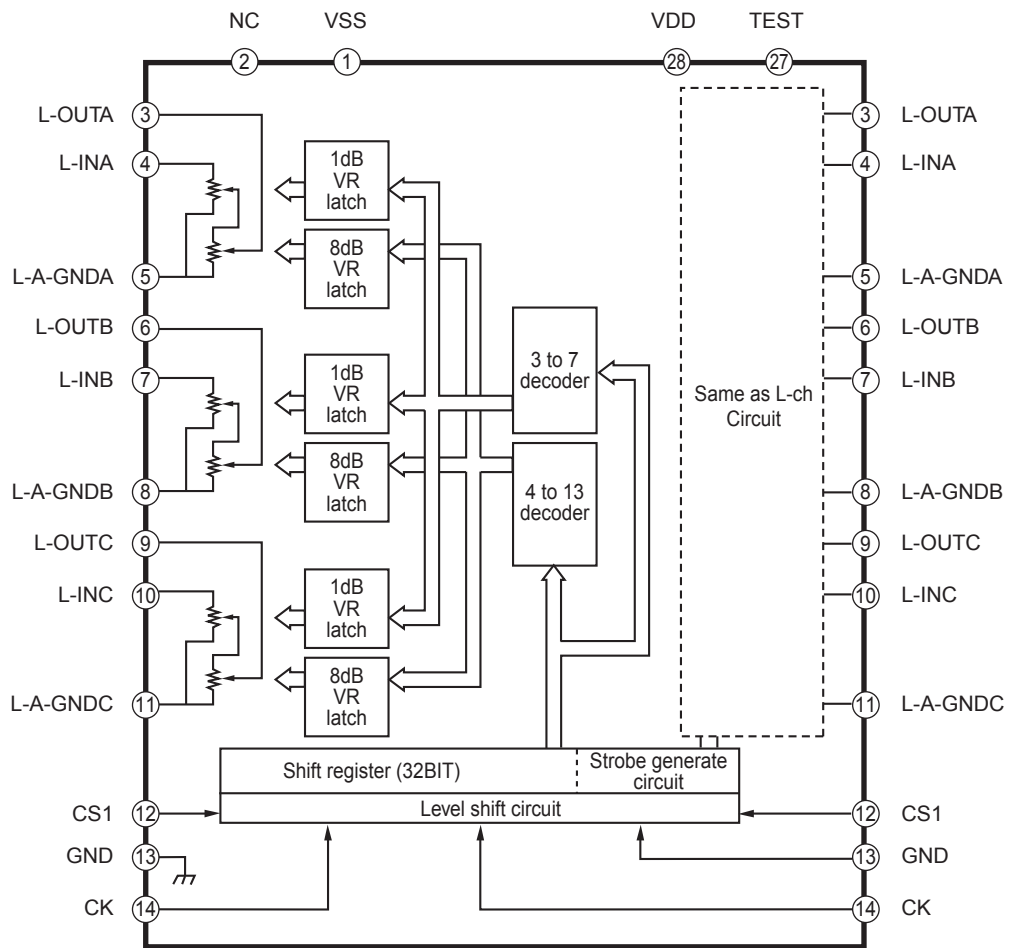 NC
VSS
VDD
TEST
2
1
28
27
L-OUTA
3
3
L-OUTA
L-INA
4
4
L-INA
L-A-GNDA
5
5
L-A-GNDA
L-OUTB
6
6
L-OUTB
L-INB
7
7
L-INB
L-A-GNDB
8
8
L-A-GNDB
L-OUTC
9
9
L-OUTC
L-INC
10
10
L-INC
L-A-GNDC
11
11
L-A-GNDC
CS1
12
12
CS1
GND
13
13
GND
CK
14
14
CK
1dB
VR
latch
8dB
VR
latch
1dB
VR
latch
8dB
VR
latch
1dB
VR
latch
8dB
VR
latch
3 to 7
decoder
4 to 13
decoder
Same as L-ch
Circuit
Shift register (32BIT)
Strobe generate
circuit
Level shift circuit